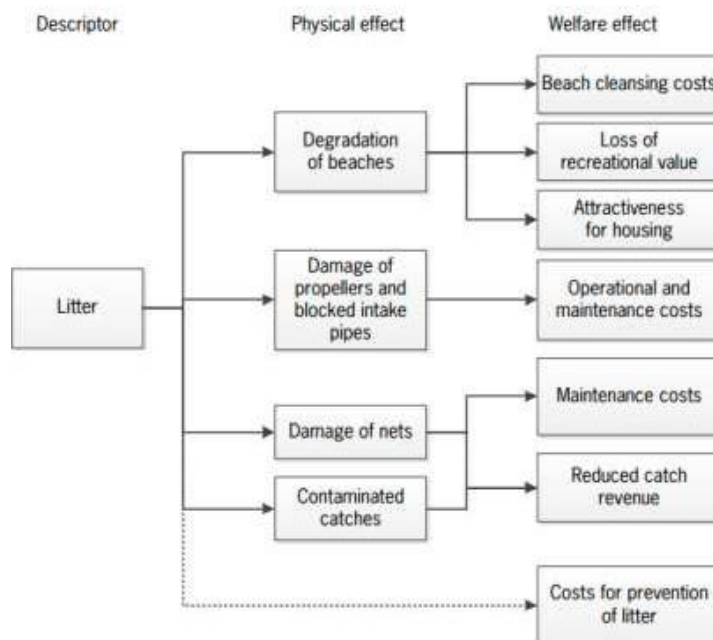 Descriptor
Physical effect
Welfare effect
Litter
Degradation
of beaches
Damage of
propellers and
blocked intake
pipes
Damage of nets
Contaminated
catches
Beach cleansing costs
Loss of
recreational value
Attractiveness
for housing
Operational and
maintenance costs
Maintenance costs
Reduced catch
revenue
Costs for prevention
of litter